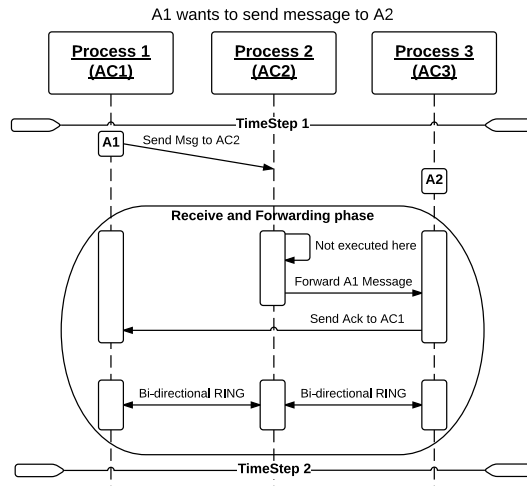 A1 wants to send message to A2
Process 1 (AC1)
Process 2 (AC2)
Process 3 (AC3)
TimeStep 1
A1
Send Msg to AC2
A2
Receive and Forwarding phase
Not executed here
Forward A1 Message
Send Ack to AC1
Bi-directional RING
Bi-directional RING
TimeStep 2